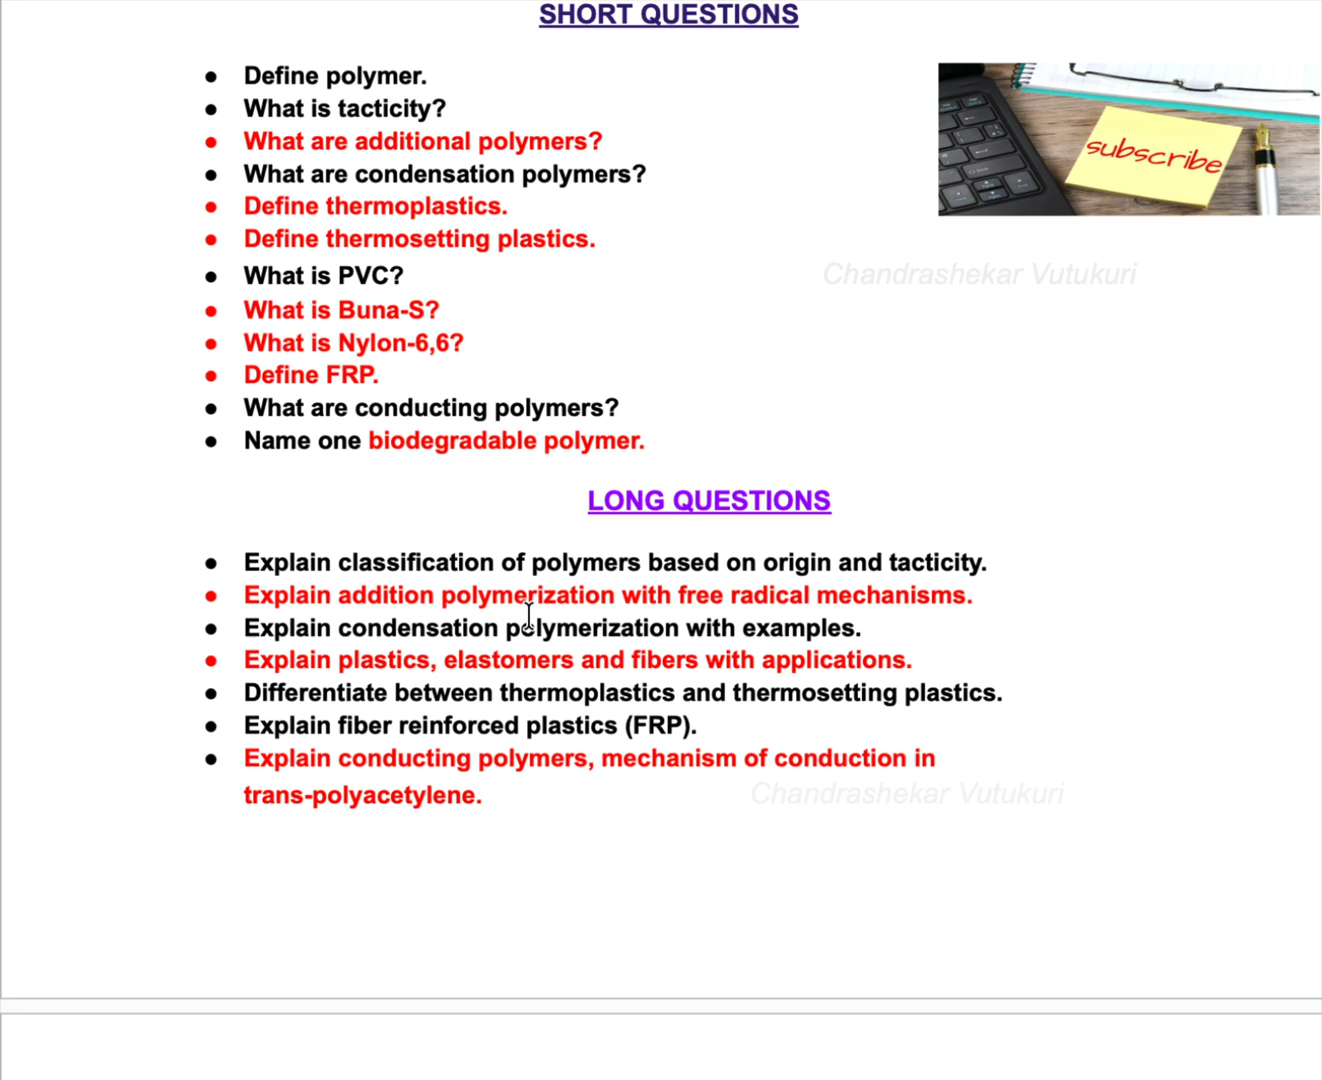 SHORT QUESTIONS
● Define polymer.
● What is tacticity?
● What are additional polymers?
● What are condensation polymers?
● Define thermoplastics.
● Define thermosetting plastics.
● What is PVC?
● What is Buna-S?
● What is Nylon-6,6?
● Define FRP.
● What are conducting polymers?
● Name one biodegradable polymer.
subscribe
Chandrashekar Vutukuri
LONG QUESTIONS
● Explain classification of polymers based on origin and tacticity.
● Explain addition polymerization with free radical mechanisms.
● Explain condensation polymerization with examples.
● Explain plastics, elastomers and fibers with applications.
● Differentiate between thermoplastics and thermosetting plastics.
● Explain fiber reinforced plastics (FRP).
● Explain conducting polymers, mechanism of conduction in
trans-polyacetylene.
Chandrashekar Vutukuri